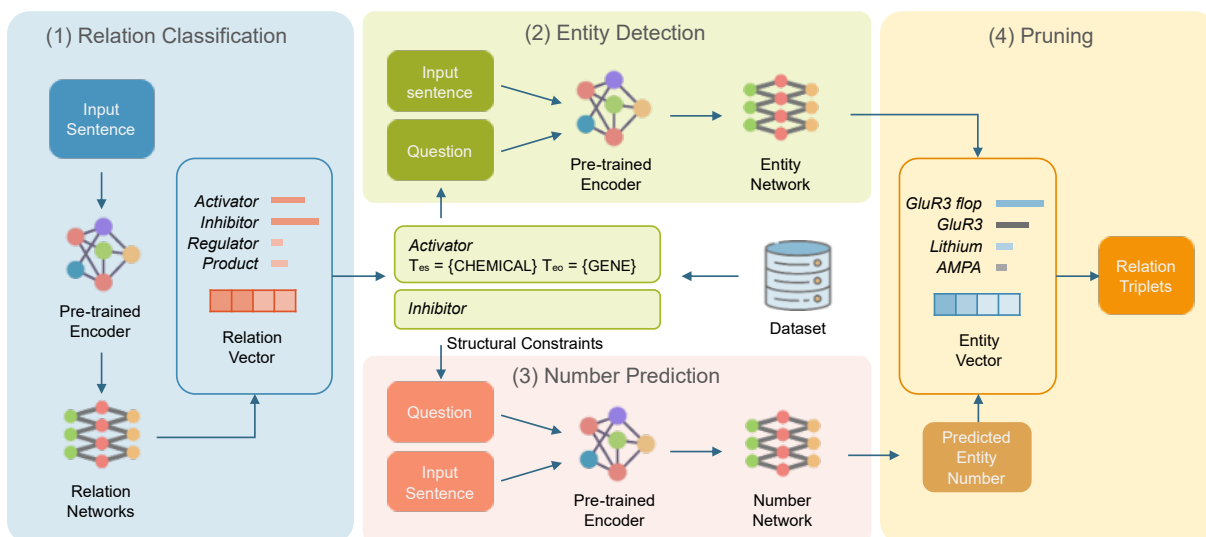 (1) Relation Classification
Input
Sentence
Pre-trained
Encoder
Relation
Networks
Activator
Inhibitor
Regulator
Product
Relation
Vector
(2) Entity Detection
Input
sentence
Question
Pre-trained
Encoder
Entity
Network
Activator
Tes = {CHEMICAL} Teo = {GENE}
Inhibitor
Structural Constraints
Dataset
(3) Number Prediction
Question
Input
Sentence
Pre-trained
Encoder
Number
Network
(4) Pruning
GluR3 flop
GluR3
Lithium
AMPA
Entity
Vector
Predicted
Entity
Number
Relation
Triplets